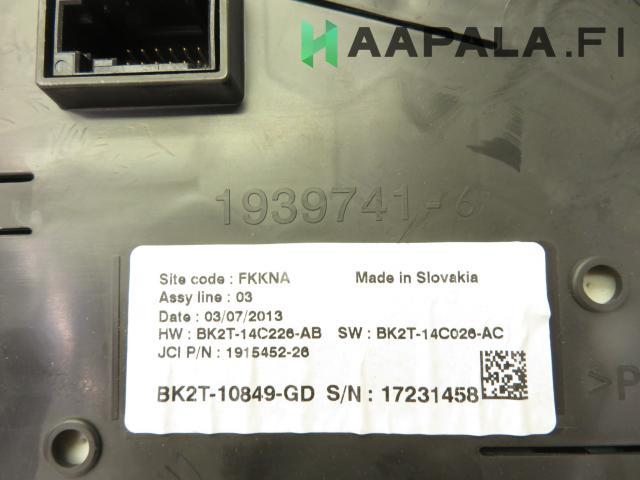 HAAPALA.FI
1939741-6
Site code : FKKNA Made in Slovakia
Assy line : 03
Date : 03/07/2013
HW : BK2T-14C226-AB SW : BK2T-14C026-AC
JCI P/N : 1915452-26
>P
BK2T-10849-GD S/N : 17231458